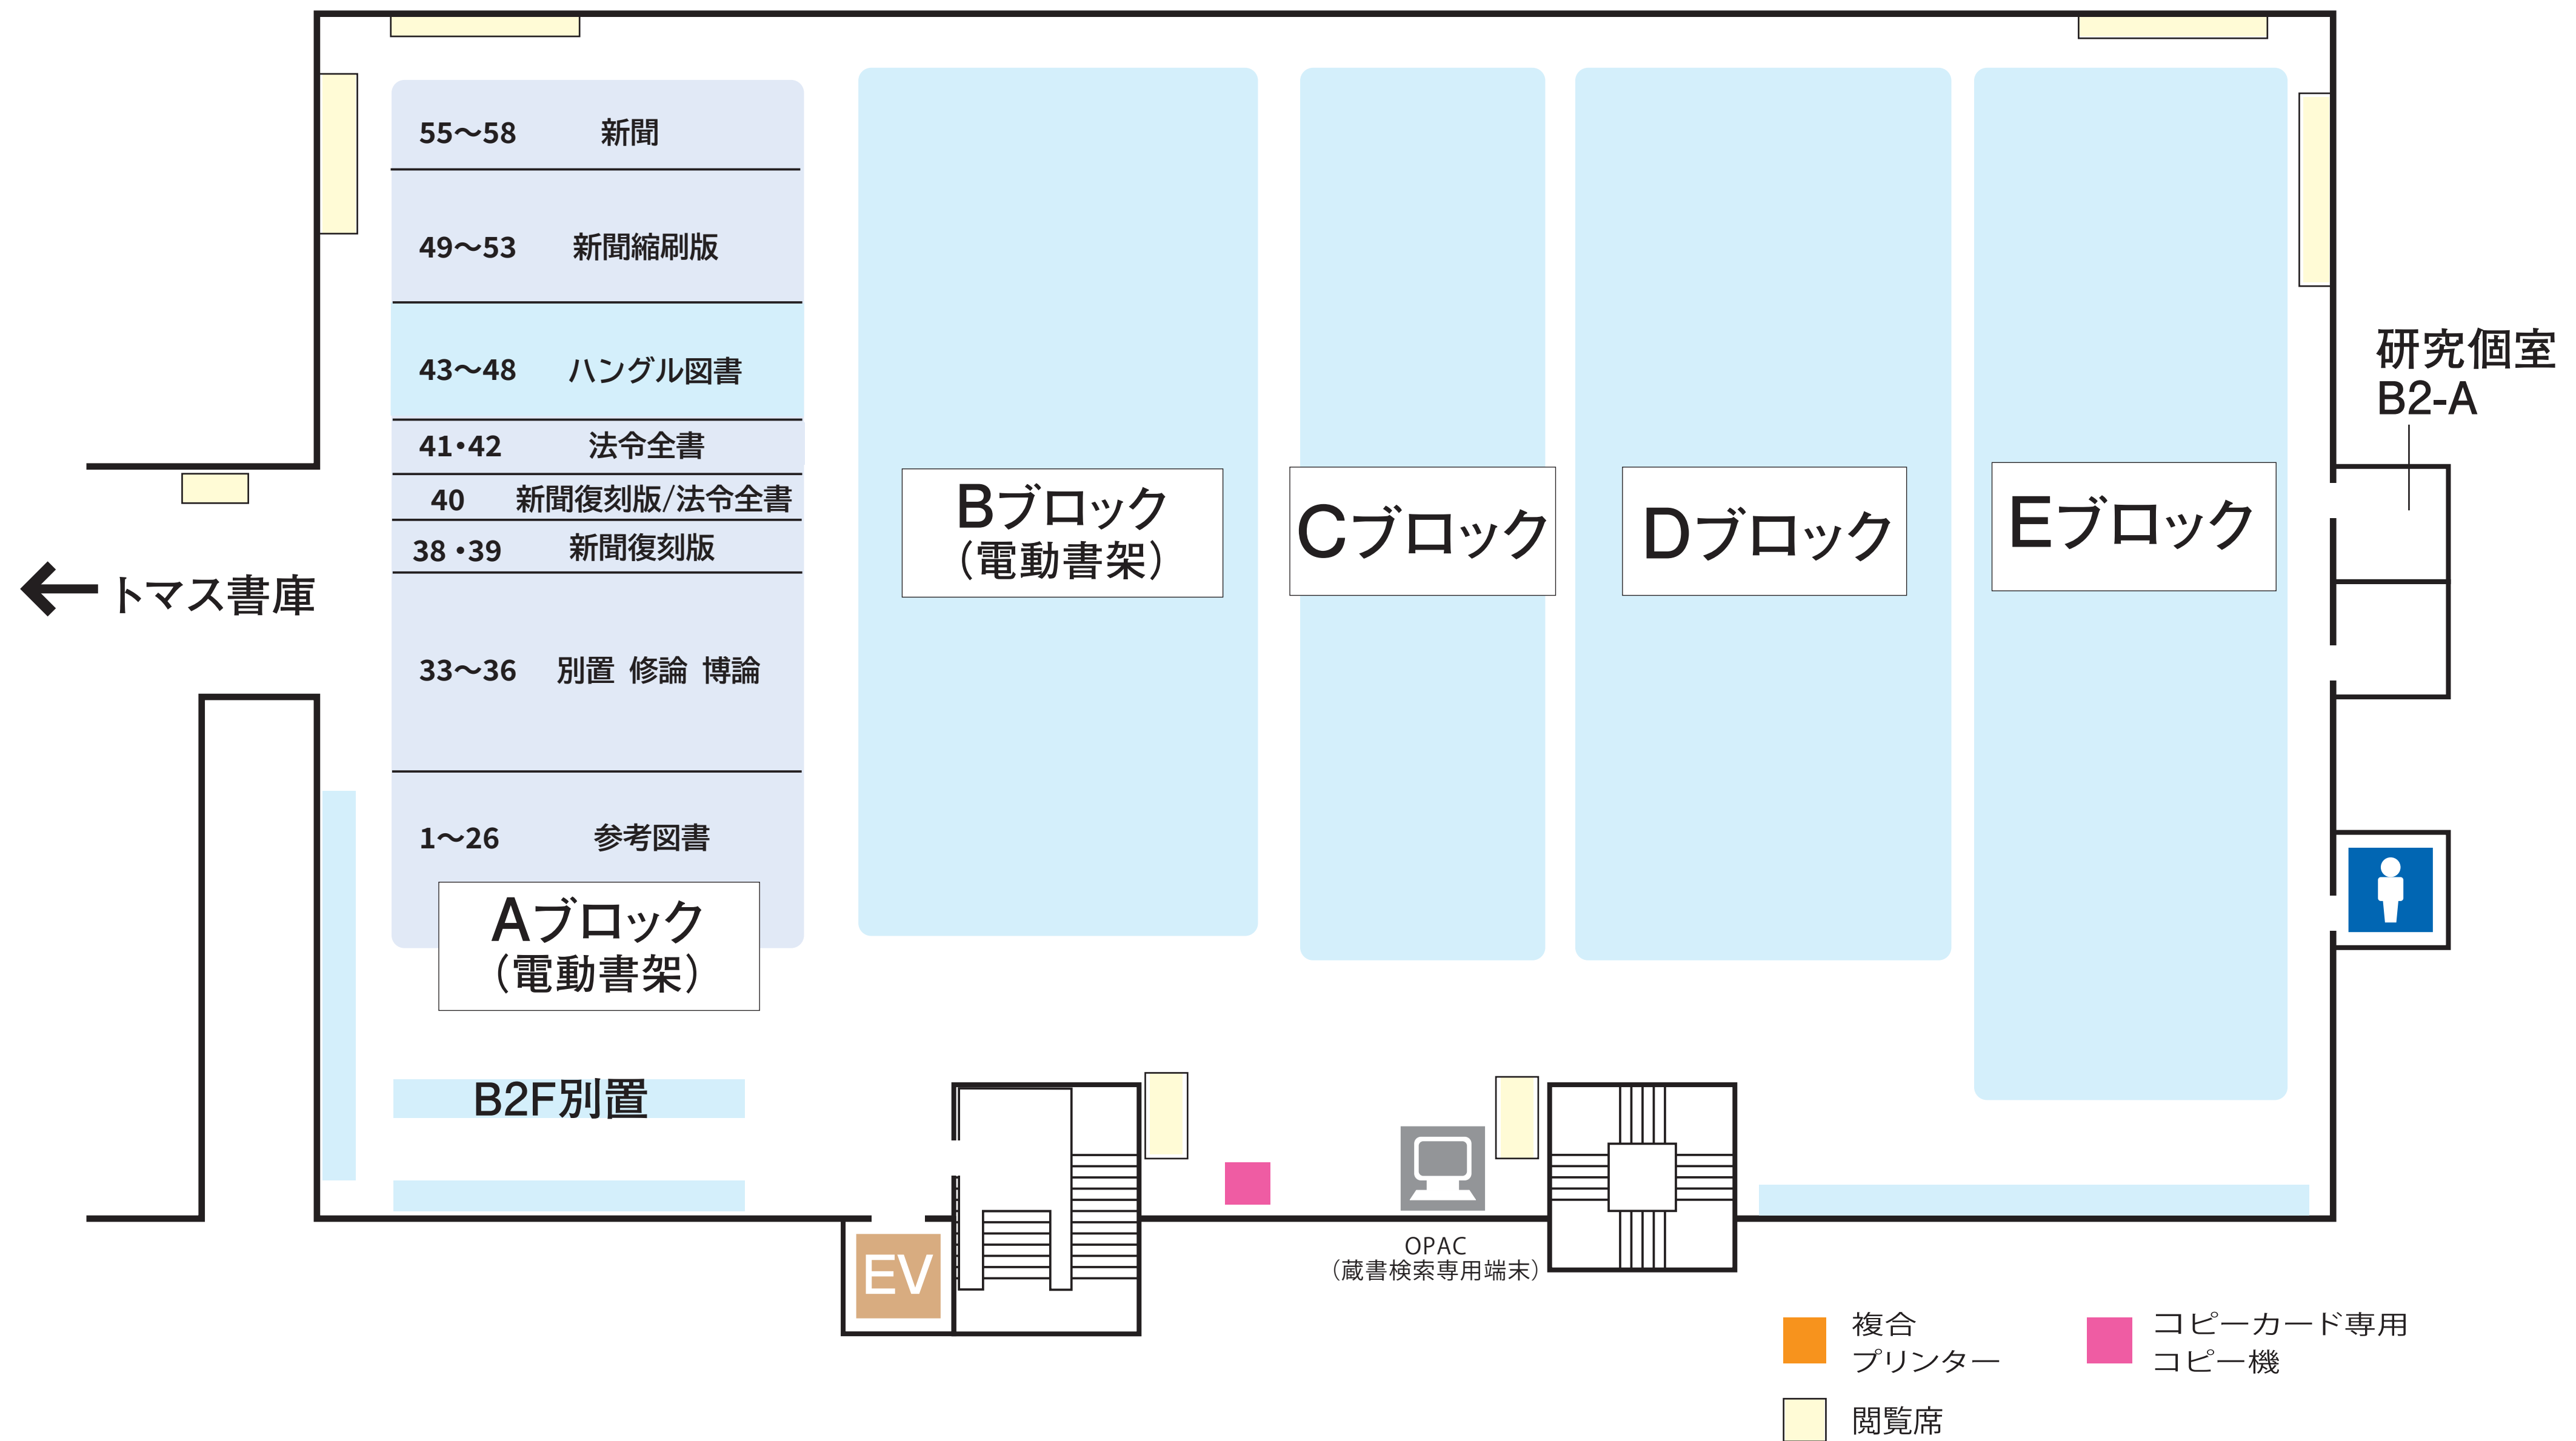 55〜58 新聞
49〜53 新聞縮刷版
43〜48 ハングル図書
41・42 法令全書
40 新聞復刻版/法令全書
38・39 新聞復刻版
33〜36 別置 修論 博論
1〜26 参考図書
Aブロック
（電動書架）
Bブロック
（電動書架）
Cブロック
Dブロック
Eブロック
研究個室
B2-A
←トマス書庫
B2F別置
EV
OPAC
（蔵書検索専用端末）
複合
プリンター
コピーカード専用
コピー機
閲覧席